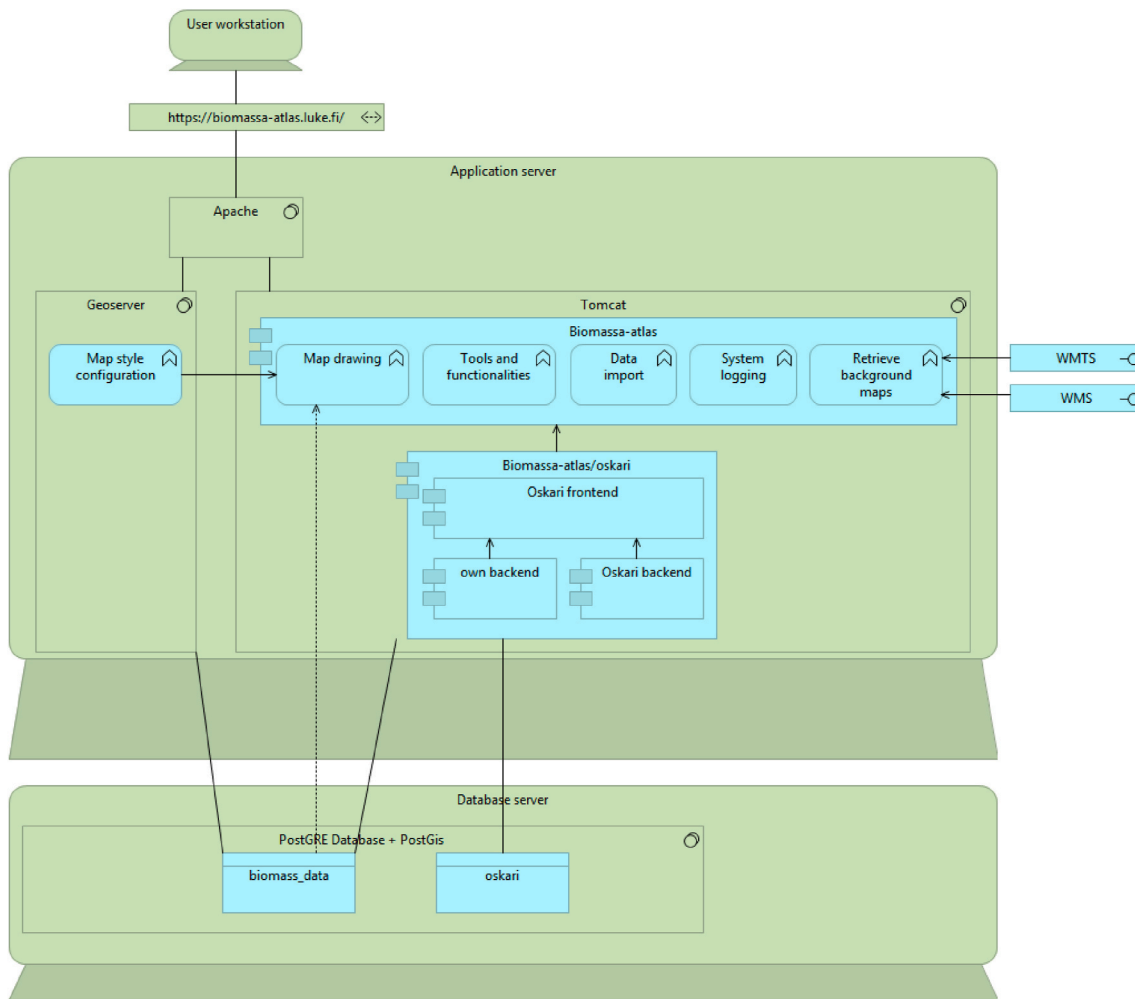 User workstation
https://biomassa-atlas.luke.fi/
Application server
Apache
Geoserver
Tomcat
Biomassa-atlas
Map style
configuration
Map drawing
Tools and
functionalities
Data
import
System
logging
Retrieve
background
maps
WMTS
WMS
Biomassa-atlas/oskari
Oskari frontend
own backend
Oskari backend
Database server
PostGRE Database + PostGis
biomass_data
oskari